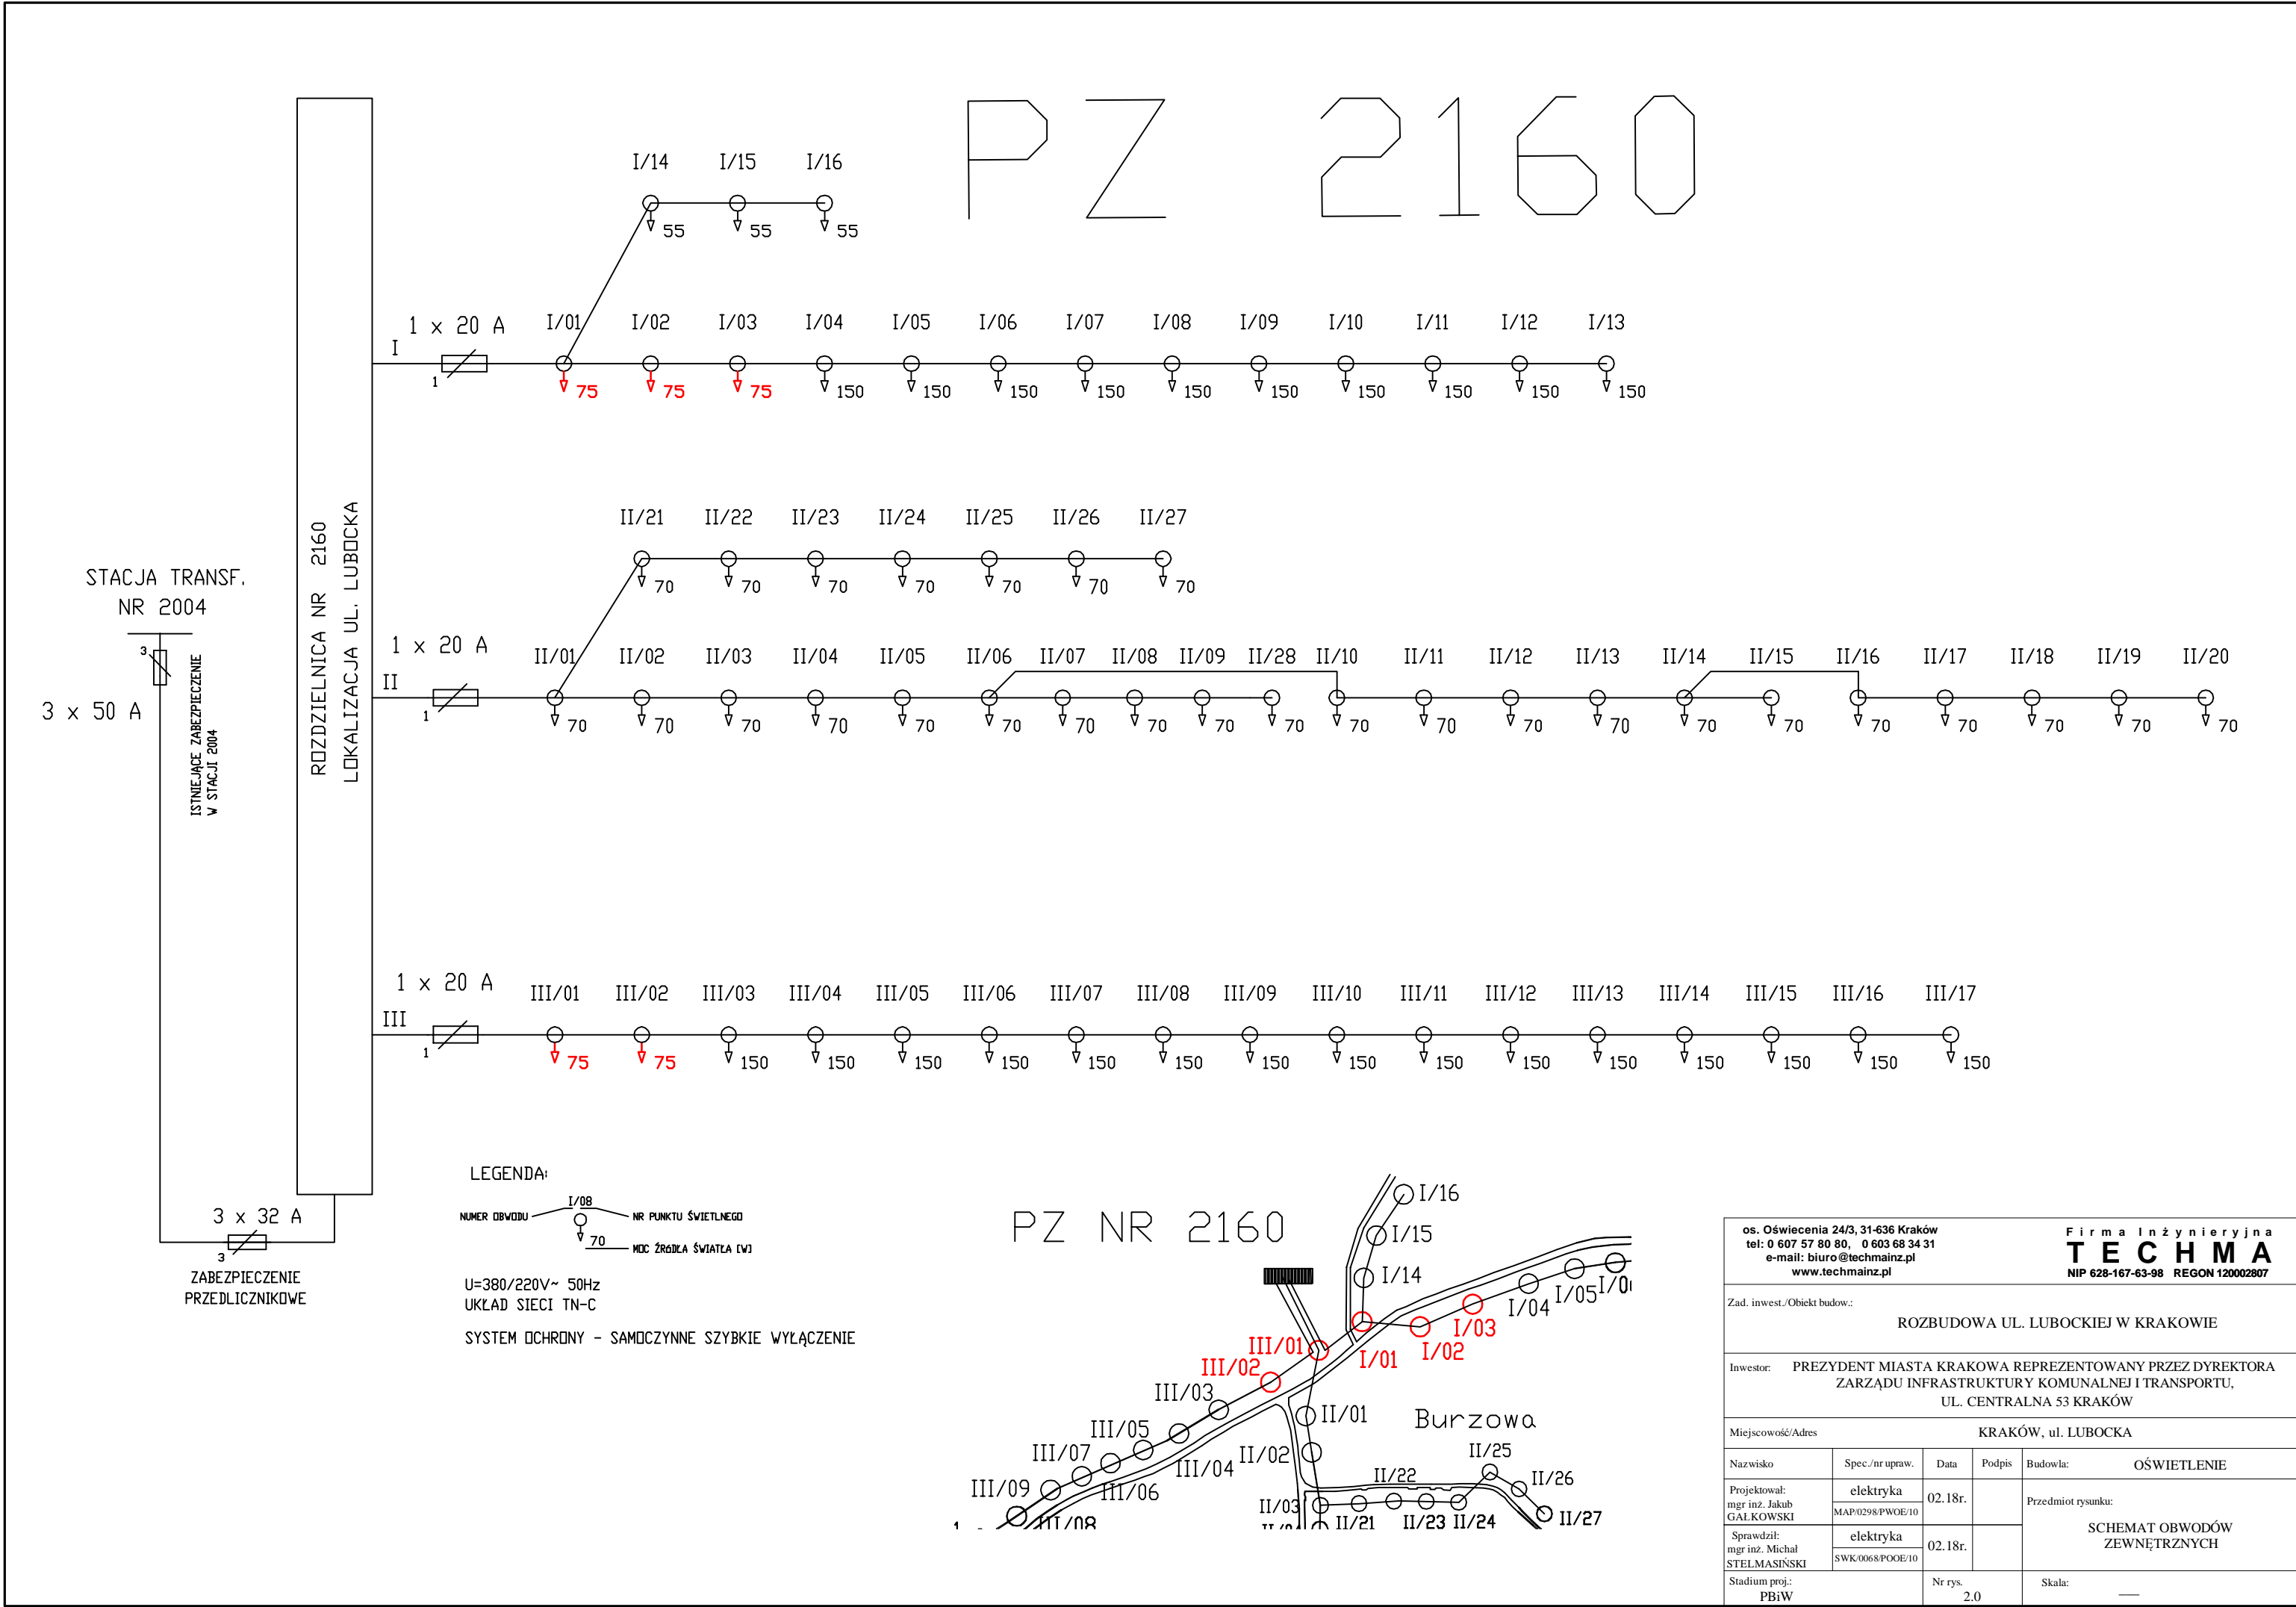 PZ 2160
I/14 I/15 I/16
55 55 55
1 x 20 A
I
1
I/01 I/02 I/03 I/04 I/05 I/06 I/07 I/08 I/09 I/10 I/11 I/12 I/13
75 75 75 150 150 150 150 150 150 150 150 150 150
II/21 II/22 II/23 II/24 II/25 II/26 II/27
70 70 70 70 70 70 70
STACJA TRANSF.
NR 2004
3
3 x 50 A
ISTNIEJĄCE ZABEZPIECZENIE
W STACJI 2004
ROZDZIELNICA NR 2160
LOKALIZACJA UL. LUBOCKA
1 x 20 A
II
1
II/01 II/02 II/03 II/04 II/05 II/06 II/07 II/08 II/09 II/28 II/10 II/11 II/12 II/13 II/14 II/15 II/16 II/17 II/18 II/19 II/20
70 70 70 70 70 70 70 70 70 70 70 70 70 70 70 70 70 70 70 70 70
1 x 20 A
III
1
III/01 III/02 III/03 III/04 III/05 III/06 III/07 III/08 III/09 III/10 III/11 III/12 III/13 III/14 III/15 III/16 III/17
75 75 150 150 150 150 150 150 150 150 150 150 150 150 150 150 150
3 x 32 A
3
ZABEZPIECZENIE
PRZEDLICZNIKOWE
LEGENDA:
I/08
NUMER OBWODU
NR PUNKTU ŚWIETLNEGO
70
MOC ŹRÓDŁA ŚWIATŁA [W]
U=380/220V~ 50Hz
UKŁAD SIECI TN-C
SYSTEM OCHRONY - SAMOCZYNNE SZYBKIE WYŁĄCZENIE
PZ NR 2160
I/16
I/15
I/14
I/04
I/05
I/03
I/02
I/01
III/01
III/02
III/03
III/04
III/05
III/06
III/07
III/08
III/09
II/01
Burzowa
II/02
II/25
II/22
II/26
II/03
II/21
II/23
II/24
II/27
os. Oświecenia 24/3, 31-636 Kraków
tel: 0 607 57 80 80, 0 603 68 34 31
e-mail: biuro@techmainz.pl
www.techmainz.pl
Firma Inżynieryjna
TECHMA
NIP 628-167-63-98 REGON 120002807
Zad. inwest./Obiekt budow.:
ROZBUDOWA UL. LUBOCKIEJ W KRAKOWIE
Inwestor: PREZYDENT MIASTA KRAKOWA REPREZENTOWANY PRZEZ DYREKTORA
ZARZĄDU INFRASTRUKTURY KOMUNALNEJ I TRANSPORTU,
UL. CENTRALNA 53 KRAKÓW
Miejscowość/Adres KRAKÓW, ul. LUBOCKA
Nazwisko Spec./nr upraw. Data Podpis Budowla: OŚWIETLENIE
Projektował:
mgr inż. Jakub
GAŁKOWSKI
elektryka
MAP/0298/PWOE/10
02.18r.
Przedmiot rysunku:
SCHEMAT OBWODÓW
ZEWNĘTRZNYCH
Sprawdził:
mgr inż. Michał
STELMASIŃSKI
elektryka
SWK/0068/POOE/10
02.18r.
Stadium proj.:
PBiW
Nr rys.
2.0
Skala: